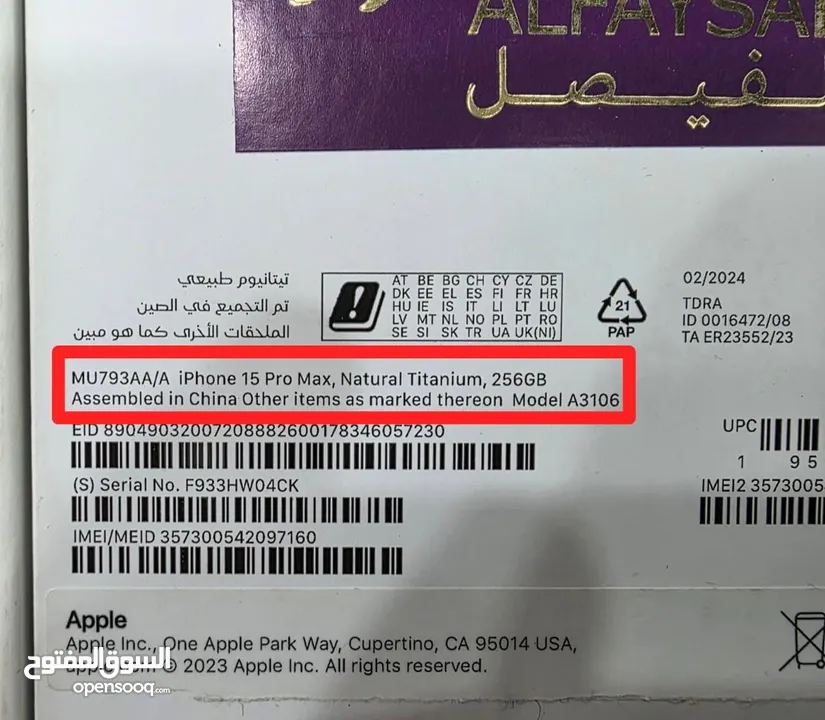 ALFAYSAL
الفيصل
تيتانيوم طبيعي
تم التجميع في الصين
الملحقات الأخرى كما هو مبين
AT BE BG CH CY CZ DE
DK EE EL ES FI FR HR
HU IE IS IT LI LT LU
LV MT NL NO PL PT RO
SE SI SK TR UA UK(NI)
21
PAP
02/2024
TDRA
ID 0016472/08
TA ER23552/23
MU793AA/A iPhone 15 Pro Max, Natural Titanium, 256GB
Assembled in China Other items as marked thereon Model A3106
EID 89049032007208882600178346057230
UPC
1 95
(S) Serial No. F933HW04CK
IMEI2 3573005
IMEI/MEID 357300542097160
Apple
Apple Inc., One Apple Park Way, Cupertino, CA 95014 USA,
© 2023 Apple Inc. All rights reserved.
السوق المفتوح
opensooq.com